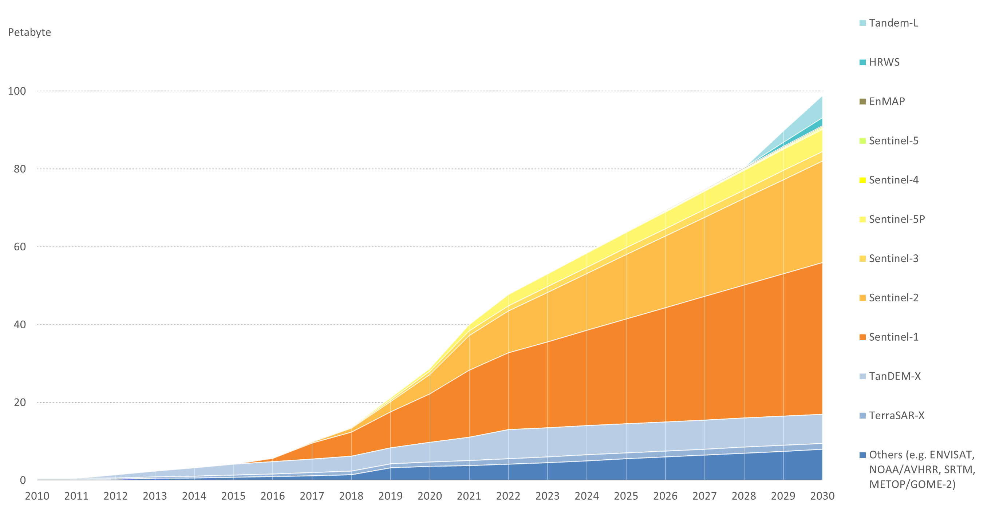 Petabyte
100
80
60
40
20
0
2010 2011 2012 2013 2014 2015 2016 2017 2018 2019 2020 2021 2022 2023 2024 2025 2026 2027 2028 2029 2030
Tandem-L
HRWS
EnMAP
Sentinel-5
Sentinel-4
Sentinel-5P
Sentinel-3
Sentinel-2
Sentinel-1
TanDEM-X
TerraSAR-X
Others (e.g. ENVISAT,
NOAA/AVHRR, SRTM,
METOP/GOME-2)